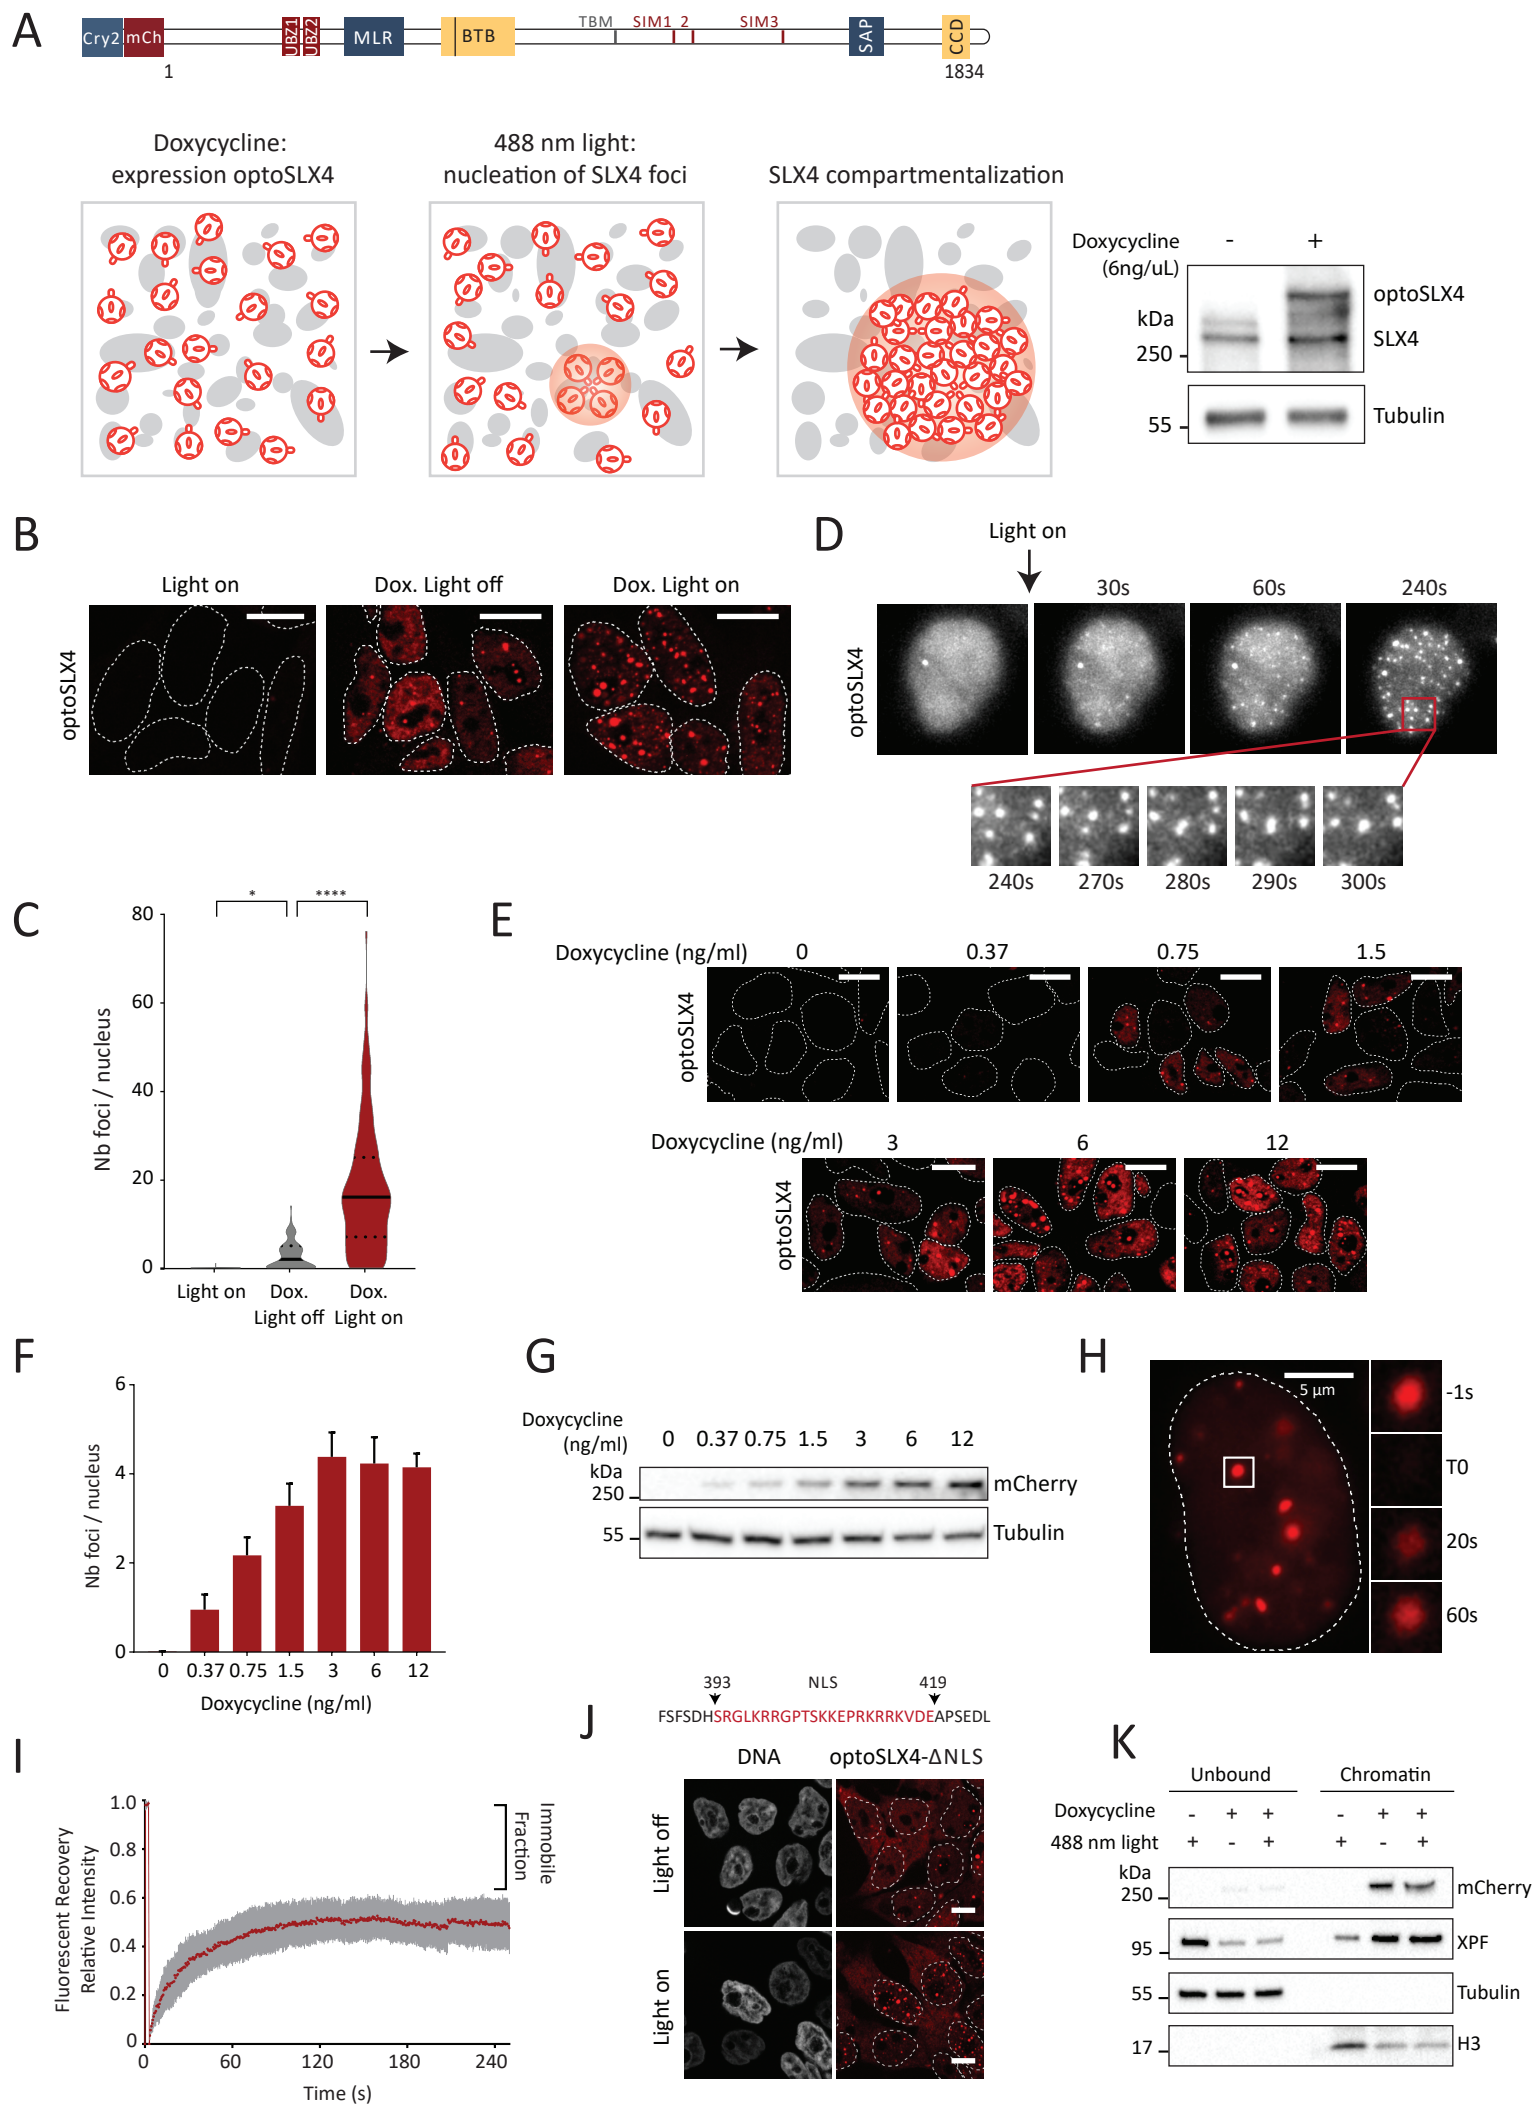 A
Cry2 mCh UBZ1 UBZ2 MLR BTB TBM SIM1 2 SIM3 SAP CCD
1 1834
Doxycycline:
expression optoSLX4
488 nm light:
nucleation of SLX4 foci
SLX4 compartmentalization
Doxycycline - +
(6ng/uL)
optoSLX4
kDa
SLX4
250
55 Tubulin
B
Light on Dox. Light off Dox. Light on
optoSLX4
D
Light on
30s 60s 240s
optoSLX4
240s 270s 280s 290s 300s
C
* ****
80
60
40
20
0
Nb foci / nucleus
Light on Dox. Light off Dox. Light on
E
Doxycycline (ng/ml) 0 0.37 0.75 1.5
optoSLX4
Doxycycline (ng/ml) 3 6 12
optoSLX4
F
6
4
2
0
Nb foci / nucleus
0 0.37 0.75 1.5 3 6 12
Doxycycline (ng/ml)
G
Doxycycline
(ng/ml) 0 0.37 0.75 1.5 3 6 12
kDa
250 mCherry
55 Tubulin
H
5 µm
-1s
T0
20s
60s
I
1.0
0.8
0.6
0.4
0.2
0
Fluorescent Recovery
Relative Intensity
Immobile
Fraction
0 60 120 180 240
Time (s)
J
393 NLS 419
FSFSDHSRGLKRRGPTSKKEPRKRRKVDEAPSEDL
DNA optoSLX4-ΔNLS
Light off
Light on
K
Unbound Chromatin
Doxycycline - + + - + +
488 nm light + - + + - +
kDa
250 mCherry
95 XPF
55 Tubulin
17 H3